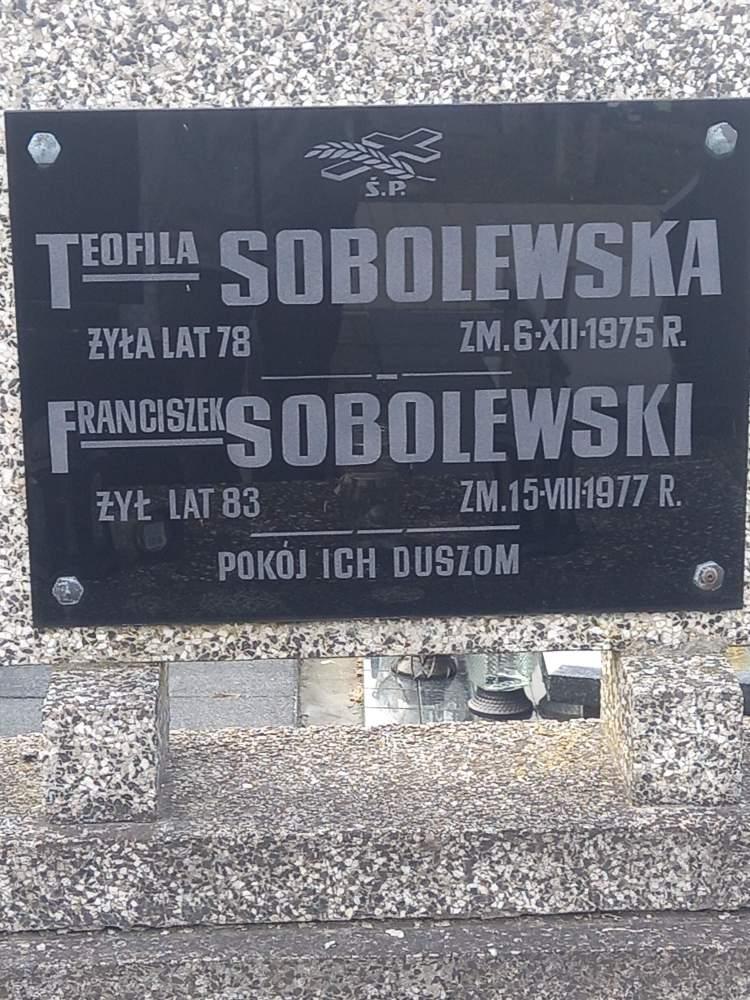 Ś.P.
TEOFILA SOBOLEWSKA
ŻYŁA LAT 78 ZM.6-XII-1975 R.
FRANCISZEK SOBOLEWSKI
ŻYŁ LAT 83 ZM.15-VIII-1977 R.
POKÓJ ICH DUSZOM